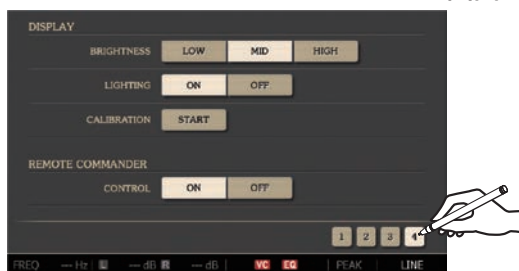 DISPLAY
BRIGHTNESS LOW MID HIGH
LIGHTING ON OFF
CALIBRATION START
REMOTE COMMANDER
CONTROL ON OFF
1 2 3 4
FREQ --- Hz L --- dB R --- dB VC EQ PEAK LINE